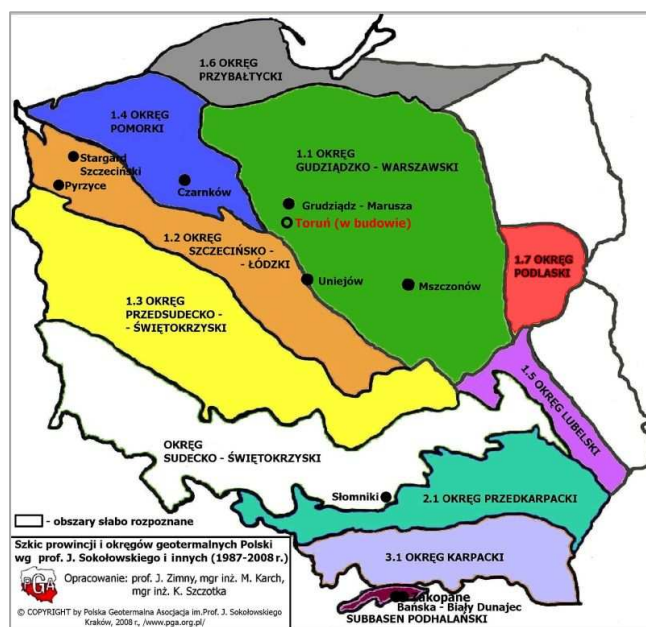 1.6 OKRĘG
PRZYBAŁTYCKI
1.4 OKRĘG
POMORKI
1.1 OKRĘG
GUDZIĄDZKO - WARSZAWSKI
Stargard
Szczeciński
Pyrzyce
Czarnków
Grudziądz - Marusza
Toruń (w budowie)
1.2 OKRĘG
SZCZECIŃSKO -
- ŁÓDZKI
1.7 OKRĘG
PODLASKI
Uniejów
Mszczonów
1.3 OKRĘG
PRZEDSUDECKO -
- ŚWIĘTOKRZYSKI
1.5 OKRĘG LUBELSKI
OKRĘG
SUDECKO - ŚWIĘTOKRZYSKI
Słomniki
2.1 OKRĘG PRZEDKARPACKI
- obszary słabo rozpoznane
3.1 OKRĘG KARPACKI
Szkic prowincji i okręgów geotermalnych Polski
wg prof. J. Sokołowskiego i innych (1987-2008 r.)
PGA
Opracowanie: prof. J. Zimny, mgr inż. M. Karch,
mgr inż. K. Szczotka
© COPYRIGHT by Polska Geotermalna Asocjacja im.Prof. J. Sokołowskiego
Kraków, 2008 r., /www.pga.org.pl/
Zakopane
Bańska - Biały Dunajec
SUBBASEN PODHALAŃSKI